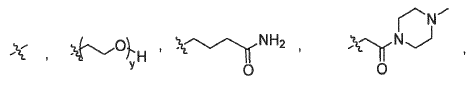 , ( O ) y H , NH₂ O , N N O ,